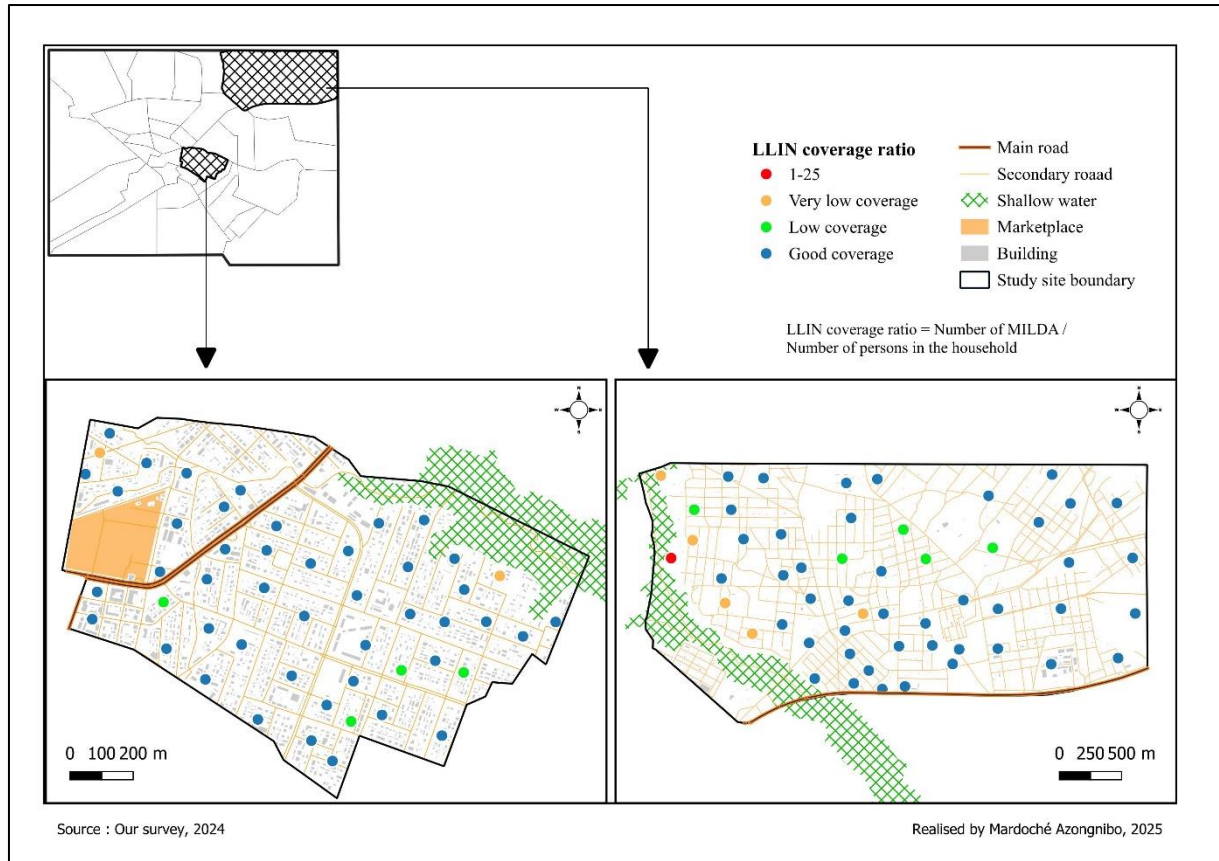 LLIN coverage ratio
1-25
Very low coverage
Low coverage
Good coverage
Main road
Secondary roaad
Shallow water
Marketplace
Building
Study site boundary
LLIN coverage ratio = Number of MILDA /
Number of persons in the household
N
W E
S
N
W E
S
0 100 200 m
0 250 500 m
Source : Our survey, 2024
Realised by Mardoché Azongnibo, 2025